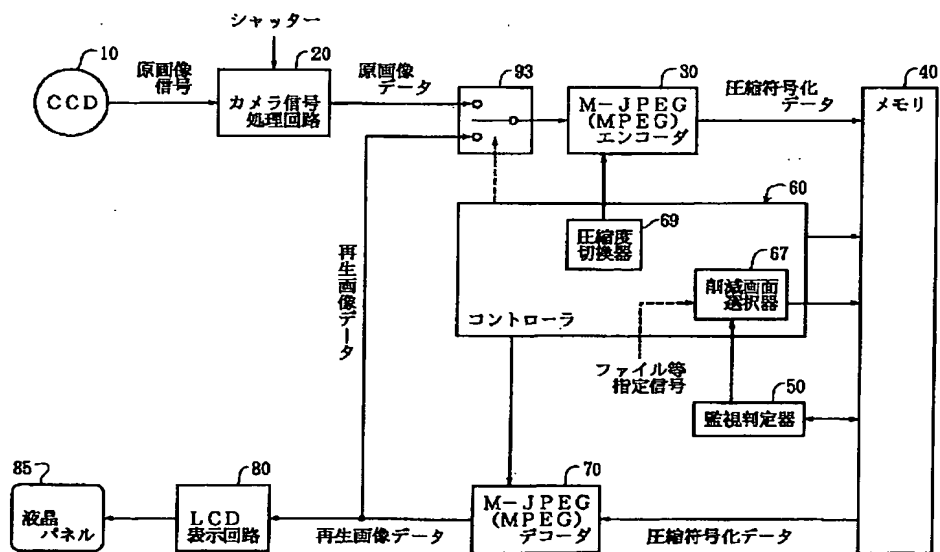 シャッター
10
CCD
原画像
信号
20
カメラ信号
処理回路
原画像
データ
93
30
M-JPEG
(MPEG)
エンコーダ
圧縮符号化
データ
40
メモリ
60
69
圧縮度
切換器
67
削減画面
選択器
コントローラ
再生画像データ
ファイル等
指定信号
50
監視判定器
85
液晶
パネル
80
LCD
表示回路
再生画像データ
70
M-JPEG
(MPEG)
デコーダ
圧縮符号化データ